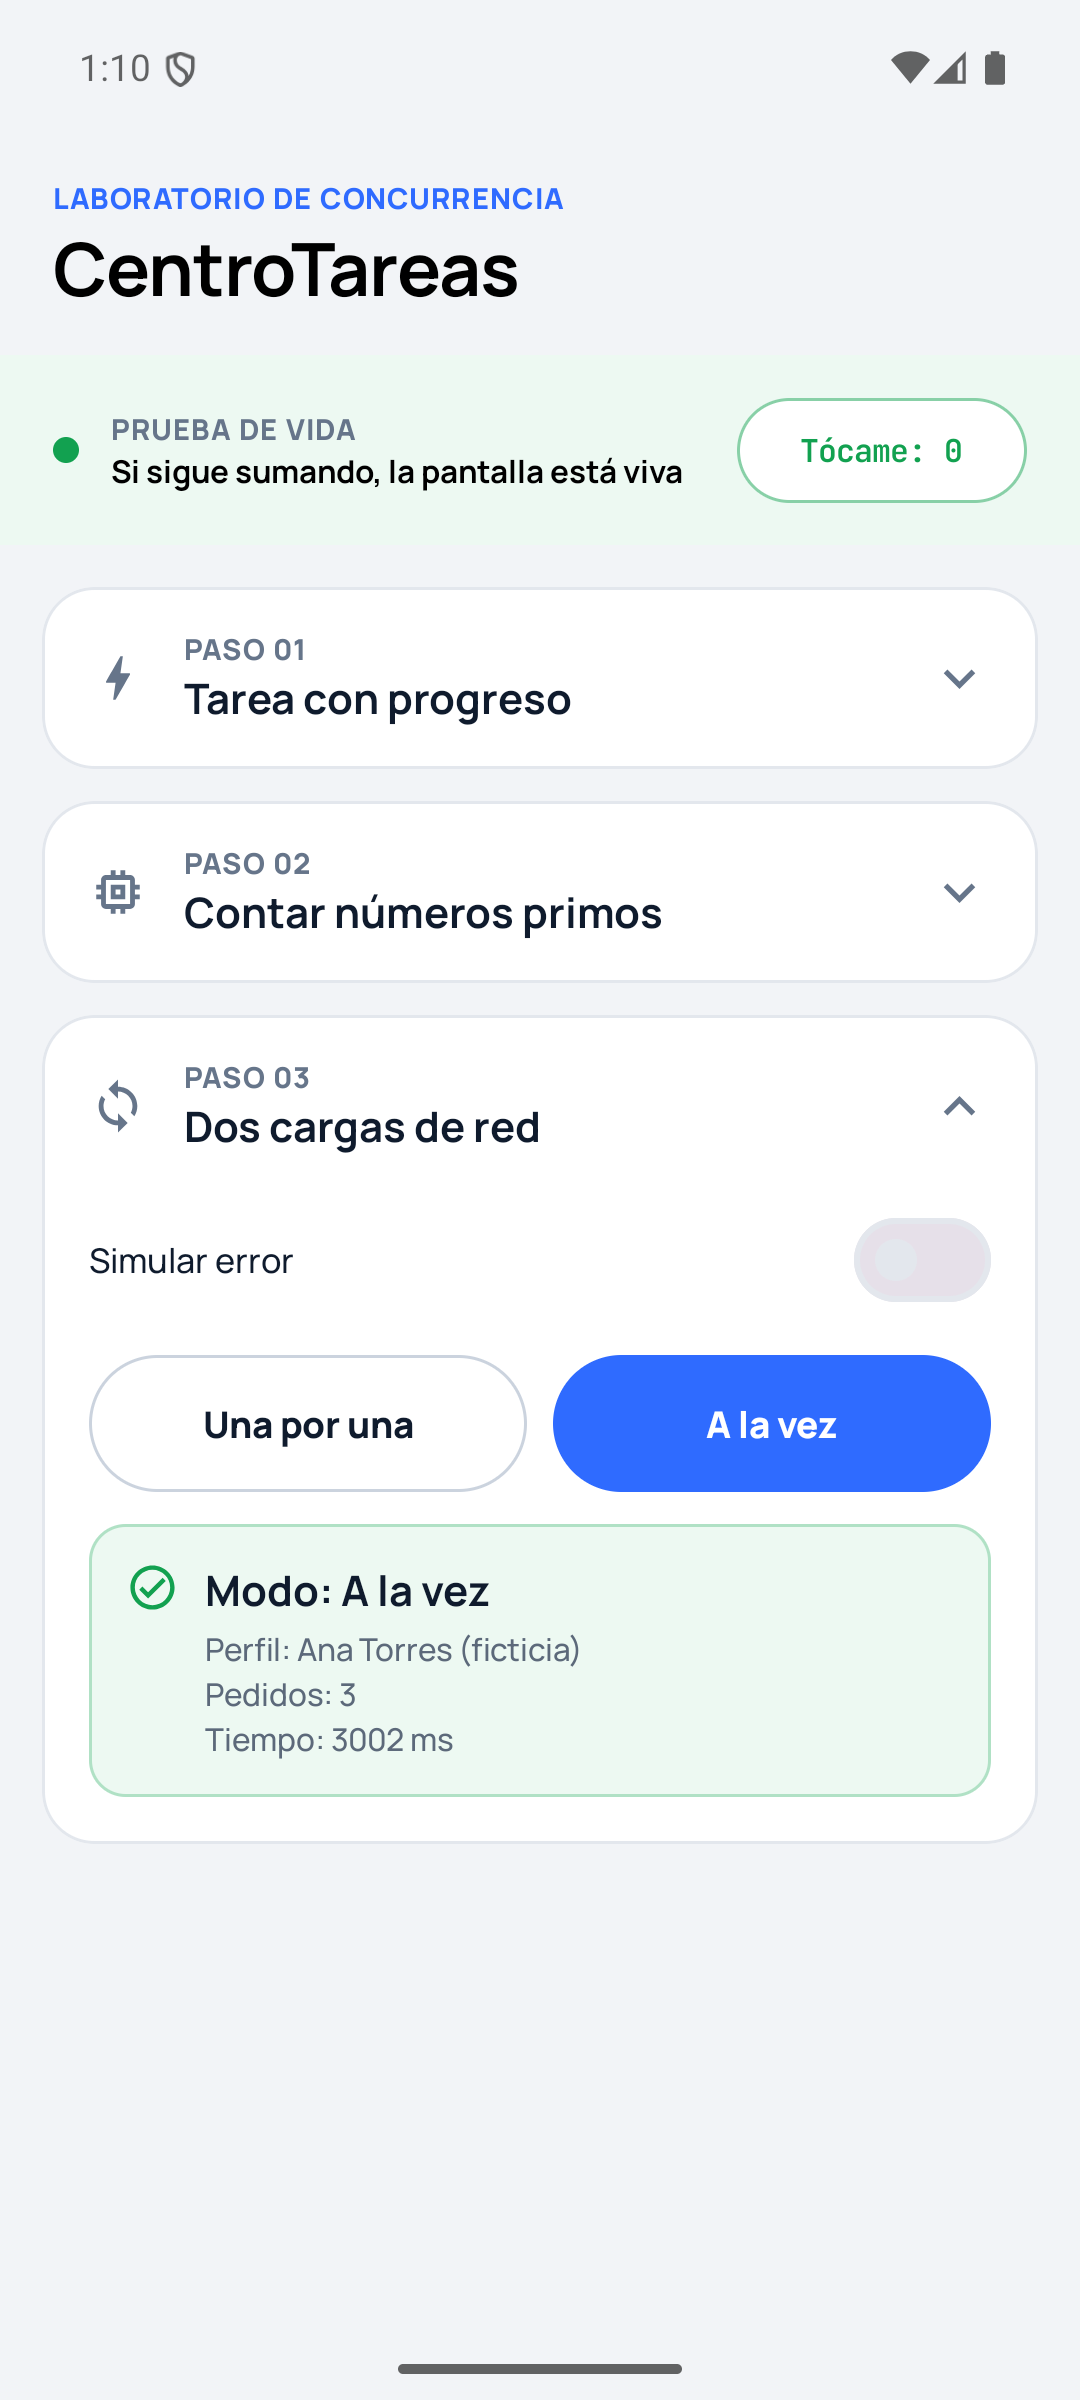 1:10
LABORATORIO DE CONCURRENCIA
CentroTareas
PRUEBA DE VIDA
Si sigue sumando, la pantalla está viva
Tócame: 0
PASO 01
Tarea con progreso
PASO 02
Contar números primos
PASO 03
Dos cargas de red
Simular error
Una por una
A la vez
Modo: A la vez
Perfil: Ana Torres (ficticia)
Pedidos: 3
Tiempo: 3002 ms